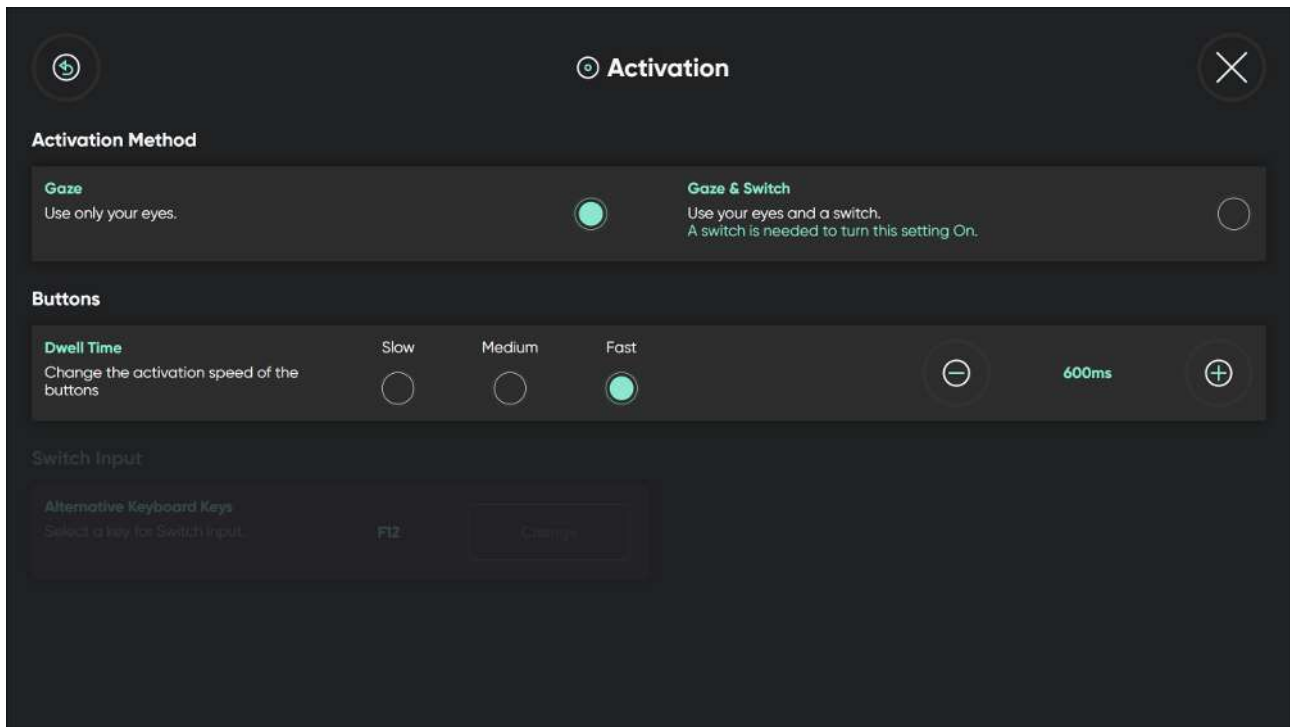 Activation
Activation Method
Gaze
Use only your eyes.
Gaze & Switch
Use your eyes and a switch.
A switch is needed to turn this setting On.
Buttons
Dwell Time
Change the activation speed of the
buttons
Slow
Medium
Fast
600ms
Switch Input
Alternative Keyboard Keys
Select a key for Switch Input.
F12
Change